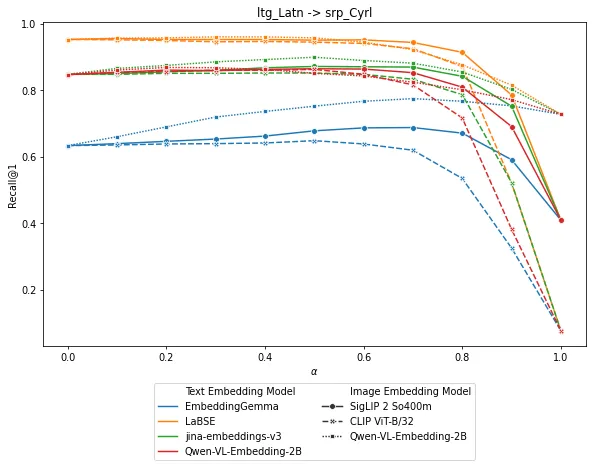 ltg_Latn -> srp_Cyrl
Recall@1
1.0
0.8
0.6
0.4
0.2
0.0 0.2 0.4 0.6 0.8 1.0
α
Text Embedding Model Image Embedding Model
EmbeddingGemma SigLIP 2 So400m
LaBSE CLIP ViT-B/32
jina-embeddings-v3 Qwen-VL-Embedding-2B
Qwen-VL-Embedding-2B